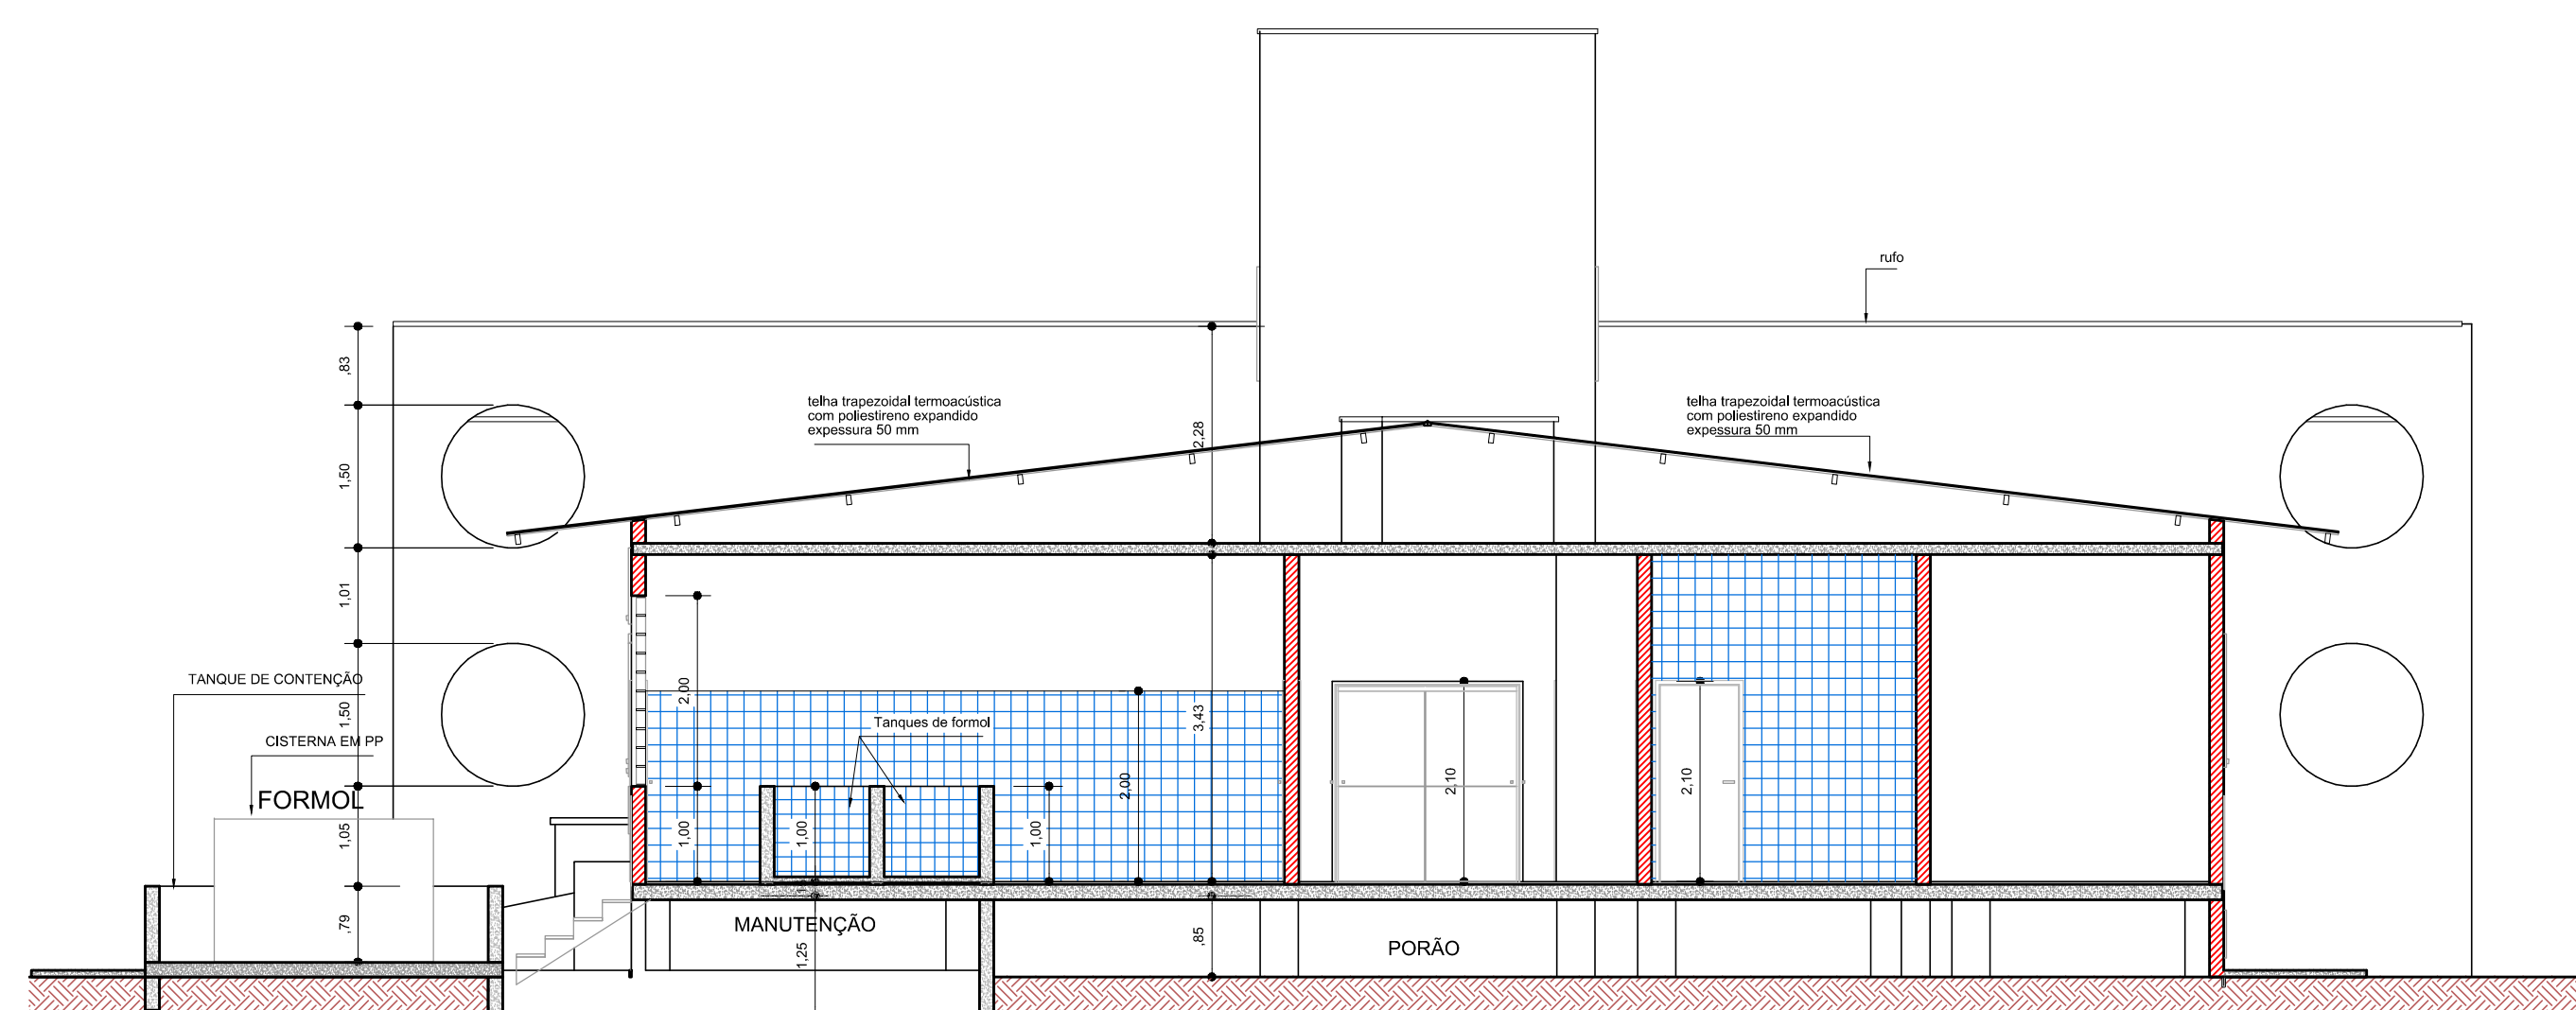 rufo
,83
telha trapezoidal termoacústica
com poliestireno expandido
expessura 50 mm
telha trapezoidal termoacústica
com poliestireno expandido
expessura 50 mm
2,28
1,50
1,01
TANQUE DE CONTENÇÃO
2,00
1,50
3,43
Tanques de formol
CISTERNA EM PP
2,00
2,10
2,10
FORMOL
1,05
1,00
1,00
1,00
,79
MANUTENÇÃO
,85
PORÃO
1,25